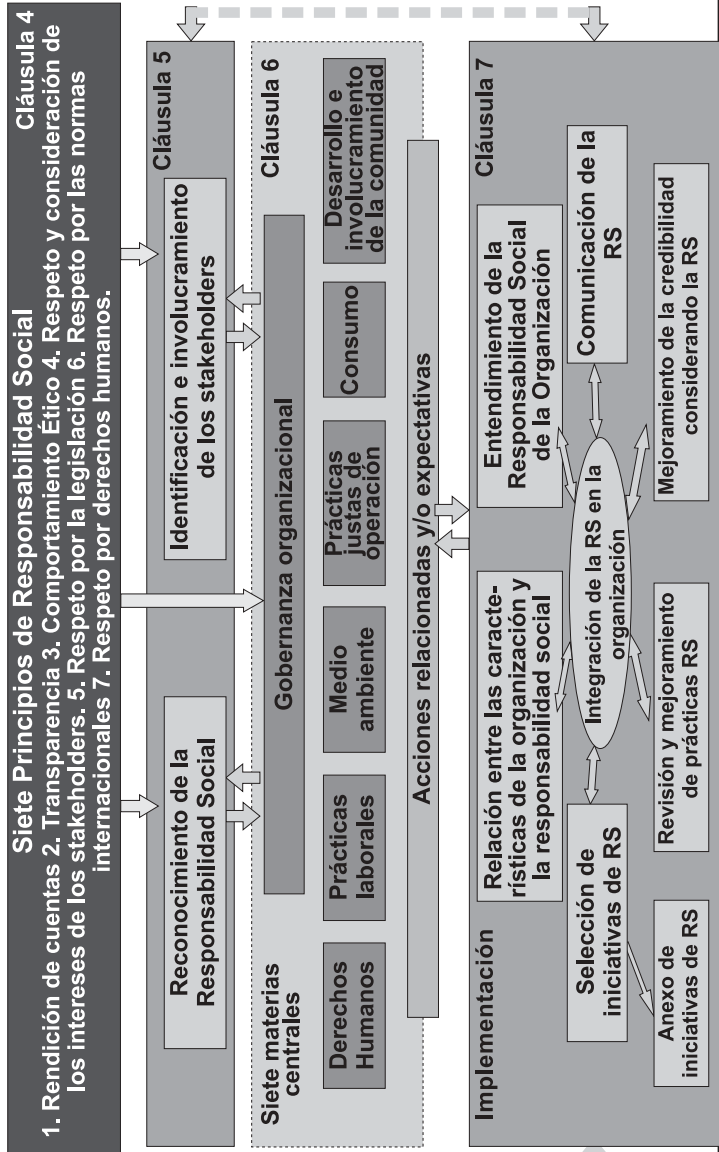 Siete Principios de Responsabilidad Social
Cláusula 4
1. Rendición de cuentas 2. Transparencia 3. Comportamiento Ético 4. Respeto y consideración de
los intereses de los stakeholders. 5. Respeto por la legislación 6. Respeto por las normas
internacionales 7. Respeto por derechos humanos.
Cláusula 5
Reconocimiento de la
Responsabilidad Social
Identificación e involucramiento
de los stakeholders
Siete materias
centrales
Cláusula 6
Gobernanza organizacional
Derechos
Humanos
Prácticas
laborales
Medio
ambiente
Prácticas
justas de
operación
Consumo
Desarrollo e
involucramiento
de la comunidad
Acciones relacionadas y/o expectativas
Implementación
Cláusula 7
Relación entre las caracte-
rísticas de la organización y
la responsabilidad social
Entendimiento de la
Responsabilidad Social
de la Organización
Selección de
iniciativas de RS
Integración de la RS en la
organización
Comunicación de la
RS
Anexo de
iniciativas de RS
Revisión y mejoramiento
de prácticas RS
Mejoramiento de la credibilidad
considerando la RS